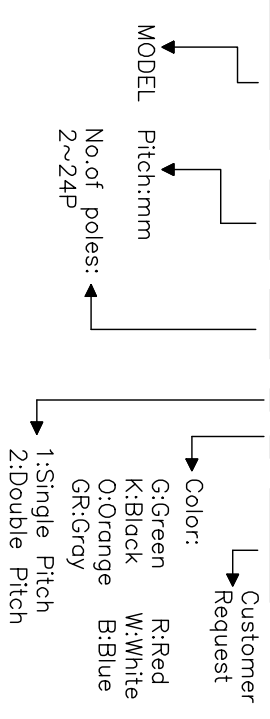 MODEL
Pitch:mm
No.of poles:
2~24P
1:Single Pitch
2:Double Pitch
Color:
G:Green R:Red
K:Black W:White
O:Orange B:Blue
GR:Gray
Customer
Request